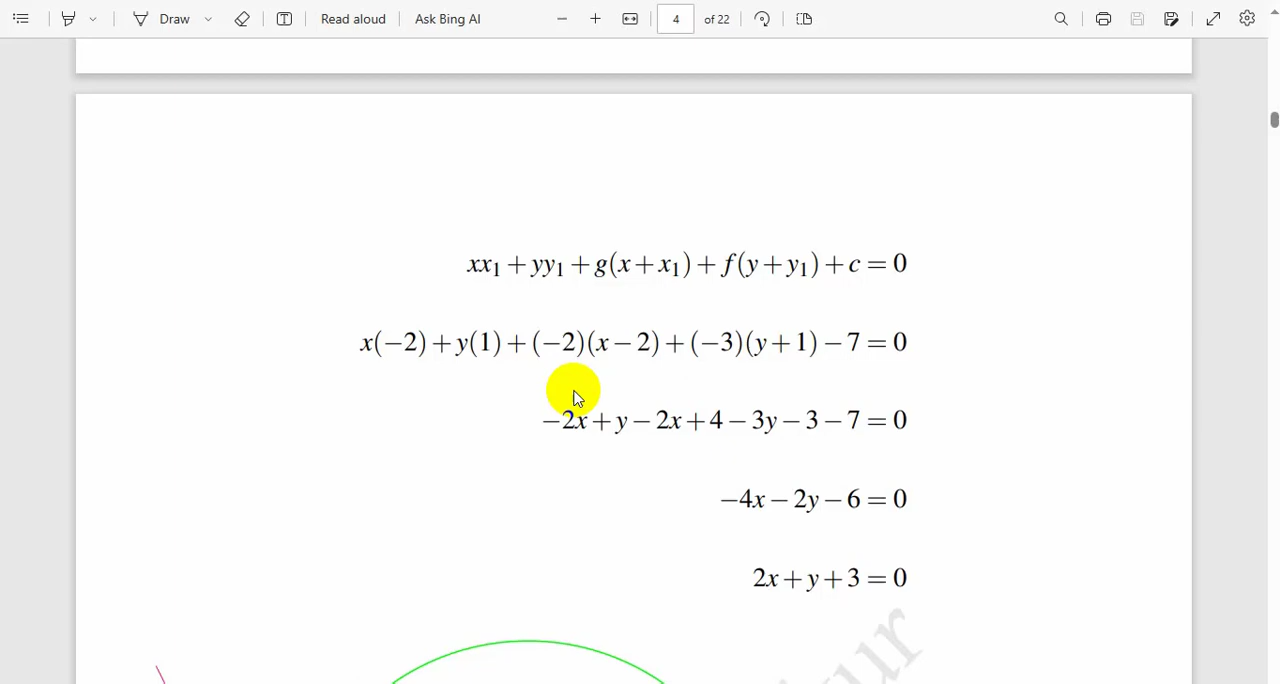 Draw Read aloud Ask Bing AI 4 of 22
xx₁ + yy₁ + g(x + x₁) + f(y + y₁) + c = 0
x(−2) + y(1) + (−2)(x − 2) + (−3)(y + 1) − 7 = 0
−2x + y − 2x + 4 − 3y − 3 − 7 = 0
−4x − 2y − 6 = 0
2x + y + 3 = 0